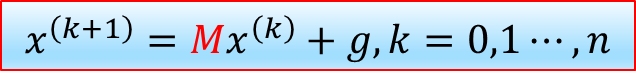 x^(k+1) = Mx^(k) + g, k = 0,1 ⋯, n